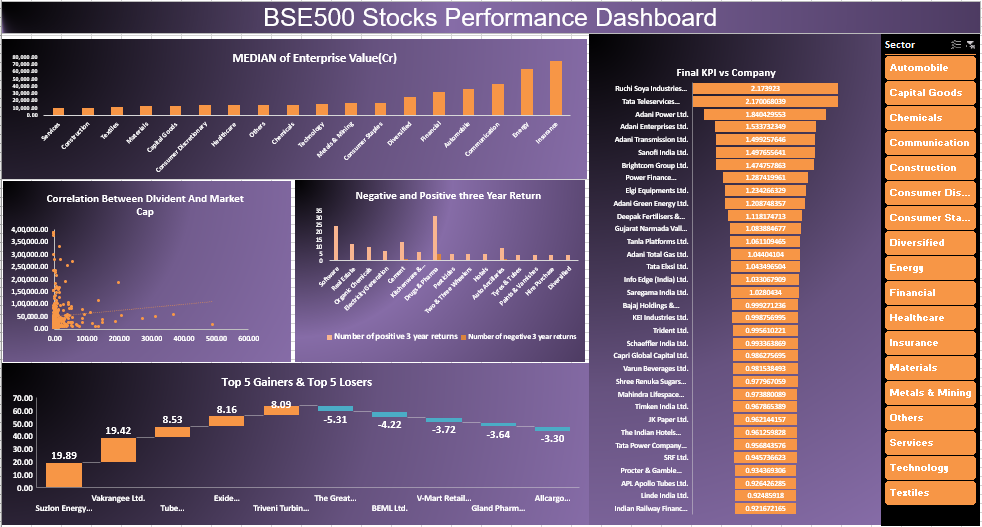 BSE500 Stocks Performance Dashboard
MEDIAN of Enterprise Value(Cr)
80,000.00
70,000.00
60,000.00
50,000.00
40,000.00
30,000.00
20,000.00
10,000.00
0.00
Services
Construction
Textiles
Materials
Capital Goods
Consumer Discretionary
Healthcare
Others
Chemicals
Technology
Metals & Mining
Consumer Staples
Diversified
Financial
Automobile
Communication
Energy
Insurance
Correlation Between DIvident And Market
Cap
4,00,000.00
3,50,000.00
3,00,000.00
2,50,000.00
2,00,000.00
1,50,000.00
1,00,000.00
50,000.00
0.00
0.00
100.00
200.00
300.00
400.00
500.00
600.00
Negative and Positive three Year Return
35
30
25
20
15
10
5
0
Software
Real Estate
Organic Chemicals
Electricity Generation
Cement
Kitchenware &...
Drugs & Pharma
Pesticides
Two & Three Wheelers
Hotels
Auto Ancillaries
Tyres & Tubes
Paints & Varnishes
Hire Purchase
Diversified
Number of positive 3 year returns
Number of negetive 3 year returns
Top 5 Gainers & Top 5 Losers
70.00
60.00
50.00
40.00
30.00
20.00
10.00
0.00
19.89
19.42
8.53
8.16
8.09
-5.31
-4.22
-3.72
-3.64
-3.30
Suzlon Energy...
Vakrangee Ltd.
Tube...
Exide...
Triveni Turbin...
The Great...
BEML Ltd.
V-Mart Retail...
Gland Pharm...
Allcargo...
Final KPI vs Company
Ruchi Soya Industries... 2.173923
Tata Teleservices... 2.170068039
Adani Power Ltd. 1.840429553
Adani Enterprises Ltd. 1.533732349
Adani Transmission Ltd. 1.499257646
Sanofi India Ltd. 1.497655641
Brightcom Group Ltd. 1.474757863
Power Finance... 1.287419961
Elgi Equipments Ltd. 1.234266329
Adani Green Energy Ltd. 1.208748357
Deepak Fertilisers &... 1.118174713
Gujarat Narmada Vall... 1.083884677
Tanla Platforms Ltd. 1.061109465
Adani Total Gas Ltd. 1.04404104
Tata Elxsi Ltd. 1.043496504
Info Edge (India) Ltd. 1.033067909
Saregama India Ltd. 1.0280434
Bajaj Holdings &... 0.999271236
KEI Industries Ltd. 0.998756995
Trident Ltd. 0.995610221
Schaeffler India Ltd. 0.993363869
Capri Global Capital Ltd. 0.986275695
Varun Beverages Ltd. 0.981538493
Shree Renuka Sugars... 0.977967059
Mahindra Lifespace... 0.973880089
Timken India Ltd. 0.967865389
JK Paper Ltd. 0.962144157
The Indian Hotels... 0.961259828
Tata Power Company... 0.956843576
SRF Ltd. 0.945736623
Procter & Gamble... 0.934369306
APL Apollo Tubes Ltd. 0.926426285
Linde India Ltd. 0.92485918
Indian Railway Financ... 0.921672165
Sector
Automobile
Capital Goods
Chemicals
Communication
Construction
Consumer Dis...
Consumer Sta...
Diversified
Energy
Financial
Healthcare
Insurance
Materials
Metals & Mining
Others
Services
Technology
Textiles